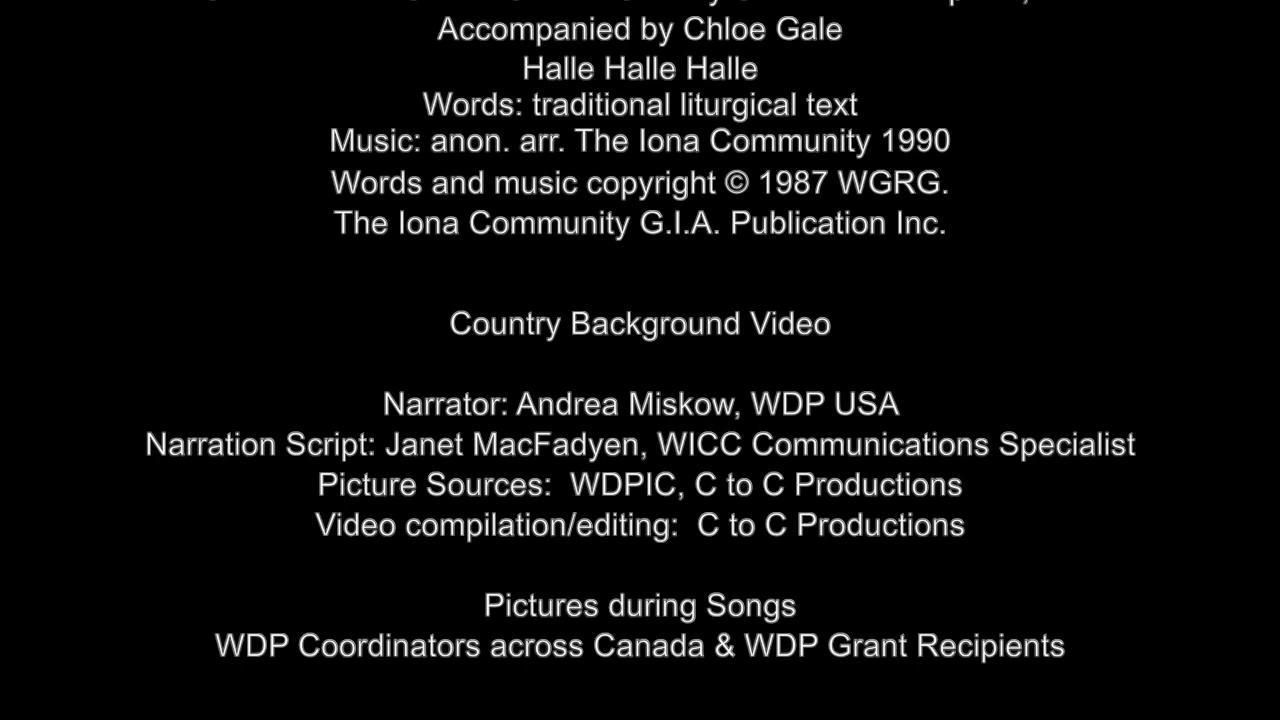 Accompanied by Chloe Gale
Halle Halle Halle
Words: traditional liturgical text
Music: anon. arr. The Iona Community 1990
Words and music copyright © 1987 WGRG.
The Iona Community G.I.A. Publication Inc.
Country Background Video
Narrator: Andrea Miskow, WDP USA
Narration Script: Janet MacFadyen, WICC Communications Specialist
Picture Sources:  WDPIC, C to C Productions
Video compilation/editing:  C to C Productions
Pictures during Songs
WDP Coordinators across Canada & WDP Grant Recipients